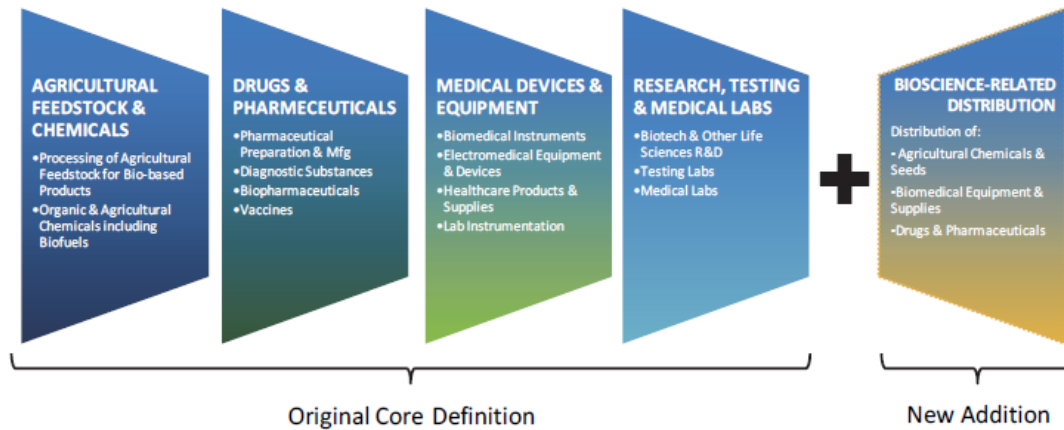 AGRICULTURAL
FEEDSTOCK &
CHEMICALS
•Processing of Agricultural
Feedstock for Bio-based
Products
•Organic & Agricultural
Chemicals including
Biofuels
DRUGS &
PHARMECEUTICALS
•Pharmaceutical
Preparation & Mfg
•Diagnostic Substances
•Biopharmaceuticals
•Vaccines
MEDICAL DEVICES &
EQUIPMENT
•Biomedical Instruments
•Electromedical Equipment
& Devices
•Healthcare Products &
Supplies
•Lab Instrumentation
RESEARCH, TESTING
& MEDICAL LABS
•Biotech & Other Life
Sciences R&D
•Testing Labs
•Medical Labs
BIOSCIENCE-RELATED
DISTRIBUTION
Distribution of:
- Agricultural Chemicals &
Seeds
-Biomedical Equipment &
Supplies
-Drugs & Pharmaceuticals
Original Core Definition
New Addition